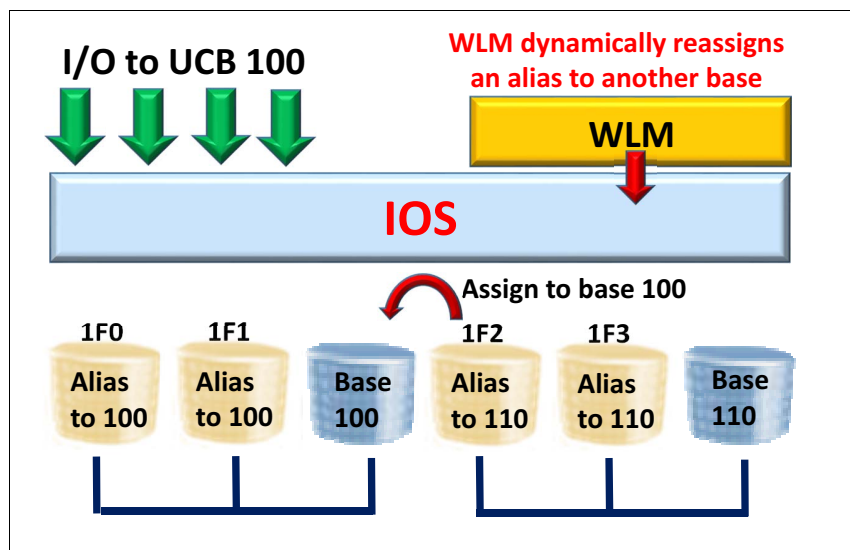 I/O to UCB 100
WLM dynamically reassigns
an alias to another base
WLM
IOS
Assign to base 100
1F0
1F1
1F2
1F3
Alias
to 100
Alias
to 100
Base
100
Alias
to 110
Alias
to 110
Base
110